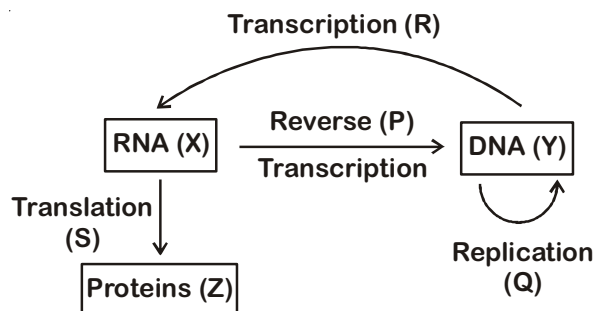 Transcription (R)
RNA (X)
Reverse (P)
Transcription
DNA (Y)
Translation
(S)
Replication
(Q)
Proteins (Z)